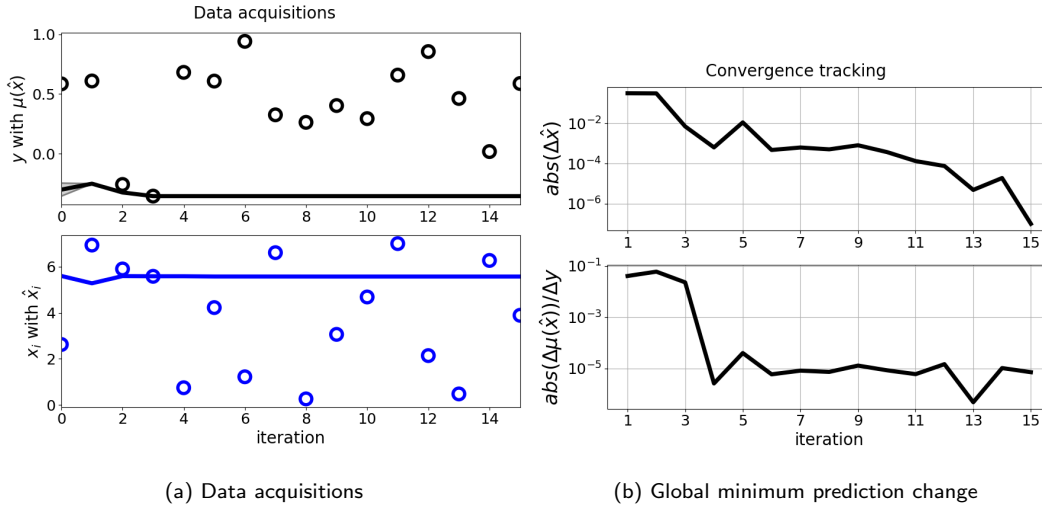 Data acquisitions
y with μ(x̂)
1.0
0.5
0.0
0 2 4 6 8 10 12 14
x_i with x̂_i
6
4
2
0
0 2 4 6 8 10 12 14
iteration
(a) Data acquisitions
Convergence tracking
abs(Δx̂)
10^-2
10^-4
10^-6
1 3 5 7 9 11 13 15
abs(Δμ(x̂))/Δy
10^-1
10^-3
10^-5
1 3 5 7 9 11 13 15
iteration
(b) Global minimum prediction change